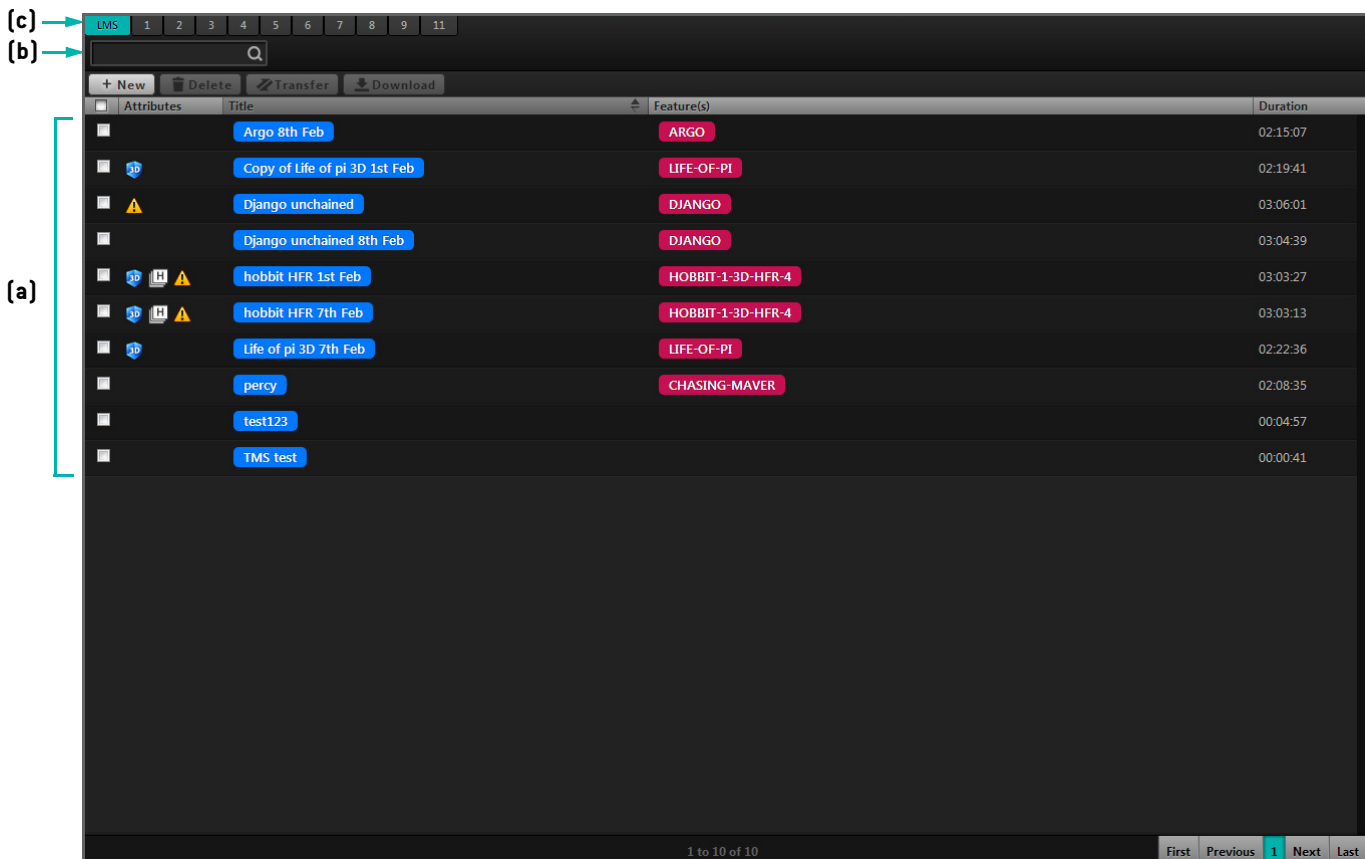 (c) LMS 1 2 3 4 5 6 7 8 9 11
(b)
+ New Delete Transfer Download
Attributes Title Feature(s) Duration
Argo 8th Feb ARGO 02:15:07
3D Copy of Life of pi 3D 1st Feb LIFE-OF-PI 02:19:41
Django unchained DJANGO 03:06:01
Django unchained 8th Feb DJANGO 03:04:39
(a) 3D H hobbit HFR 1st Feb HOBBIT-1-3D-HFR-4 03:03:27
3D H hobbit HFR 7th Feb HOBBIT-1-3D-HFR-4 03:03:13
3D Life of pi 3D 7th Feb LIFE-OF-PI 02:22:36
percy CHASING-MAVER 02:08:35
test123 00:04:57
TMS test 00:00:41
1 to 10 of 10 First Previous 1 Next Last